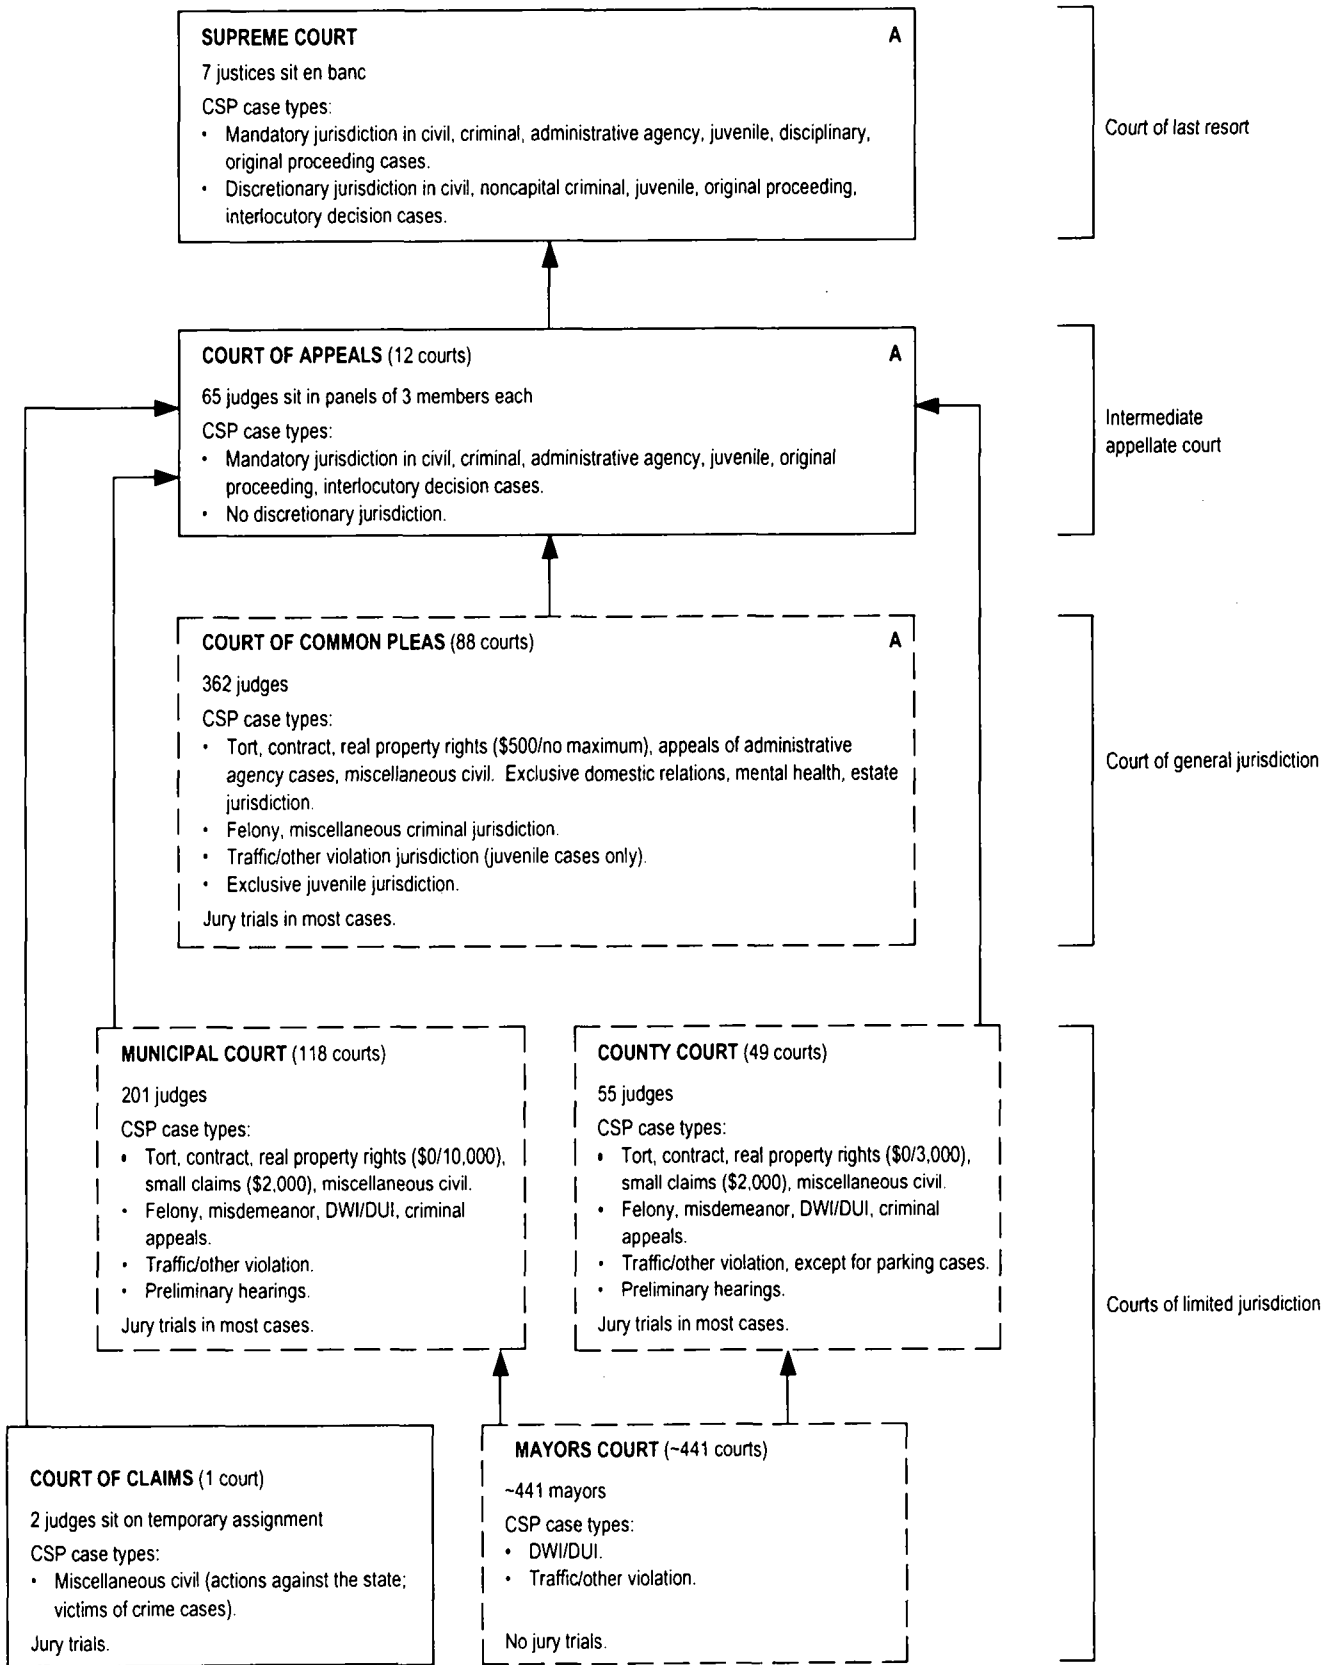 SUPREME COURT A
7 justices sit en banc
CSP case types:
• Mandatory jurisdiction in civil, criminal, administrative agency, juvenile, disciplinary,
original proceeding cases.
• Discretionary jurisdiction in civil, noncapital criminal, juvenile, original proceeding,
interlocutory decision cases.
Court of last resort
COURT OF APPEALS (12 courts) A
65 judges sit in panels of 3 members each
CSP case types:
• Mandatory jurisdiction in civil, criminal, administrative agency, juvenile, original
proceeding, interlocutory decision cases.
• No discretionary jurisdiction.
Intermediate
appellate court
COURT OF COMMON PLEAS (88 courts) A
362 judges
CSP case types:
• Tort, contract, real property rights ($500/no maximum), appeals of administrative
agency cases, miscellaneous civil. Exclusive domestic relations, mental health, estate
jurisdiction.
• Felony, miscellaneous criminal jurisdiction.
• Traffic/other violation jurisdiction (juvenile cases only).
• Exclusive juvenile jurisdiction.
Jury trials in most cases.
Court of general jurisdiction
MUNICIPAL COURT (118 courts)
201 judges
CSP case types:
• Tort, contract, real property rights ($0/10,000),
small claims ($2,000), miscellaneous civil.
• Felony, misdemeanor, DWI/DUI, criminal
appeals.
• Traffic/other violation.
• Preliminary hearings.
Jury trials in most cases.
COUNTY COURT (49 courts)
55 judges
CSP case types:
• Tort, contract, real property rights ($0/3,000),
small claims ($2,000), miscellaneous civil.
• Felony, misdemeanor, DWI/DUI, criminal
appeals.
• Traffic/other violation, except for parking cases.
• Preliminary hearings.
Jury trials in most cases.
Courts of limited jurisdiction
COURT OF CLAIMS (1 court)
2 judges sit on temporary assignment
CSP case types:
• Miscellaneous civil (actions against the state;
victims of crime cases).
Jury trials.
MAYORS COURT (~441 courts)
~441 mayors
CSP case types:
• DWI/DUI.
• Traffic/other violation.
No jury trials.